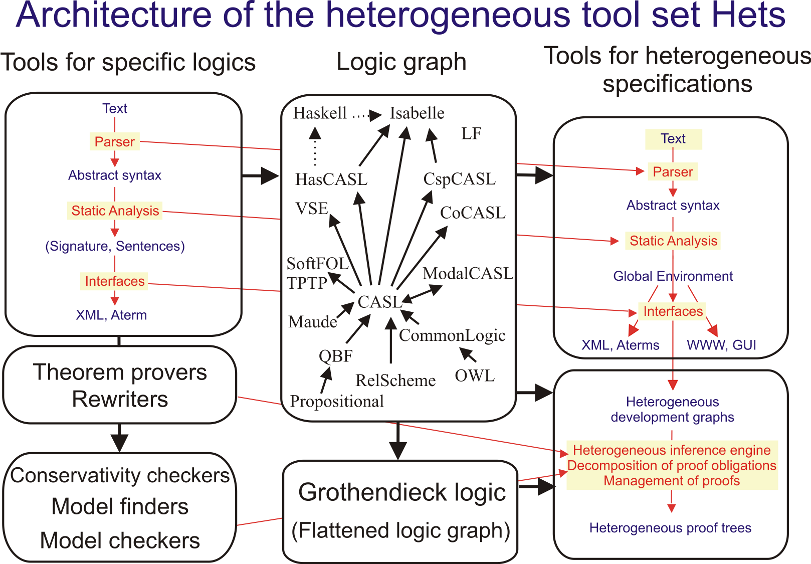 Architecture of the heterogeneous tool set Hets
Tools for specific logics
Text
Parser
Abstract syntax
Static Analysis
(Signature, Sentences)
Interfaces
XML, Aterm
Theorem provers
Rewriters
Conservativity checkers
Model finders
Model checkers
Logic graph
Haskell
Isabelle
LF
HasCASL
CspCASL
VSE
CoCASL
SoftFOL
TPTP
ModalCASL
CASL
Maude
CommonLogic
QBF
RelScheme
OWL
Propositional
Grothendieck logic
(Flattened logic graph)
Tools for heterogeneous
specifications
Text
Parser
Abstract syntax
Static Analysis
Global Environment
Interfaces
XML, Aterms
WWW, GUI
Heterogeneous
development graphs
Heterogeneous inference engine
Decomposition of proof obligations
Management of proofs
Heterogeneous proof trees